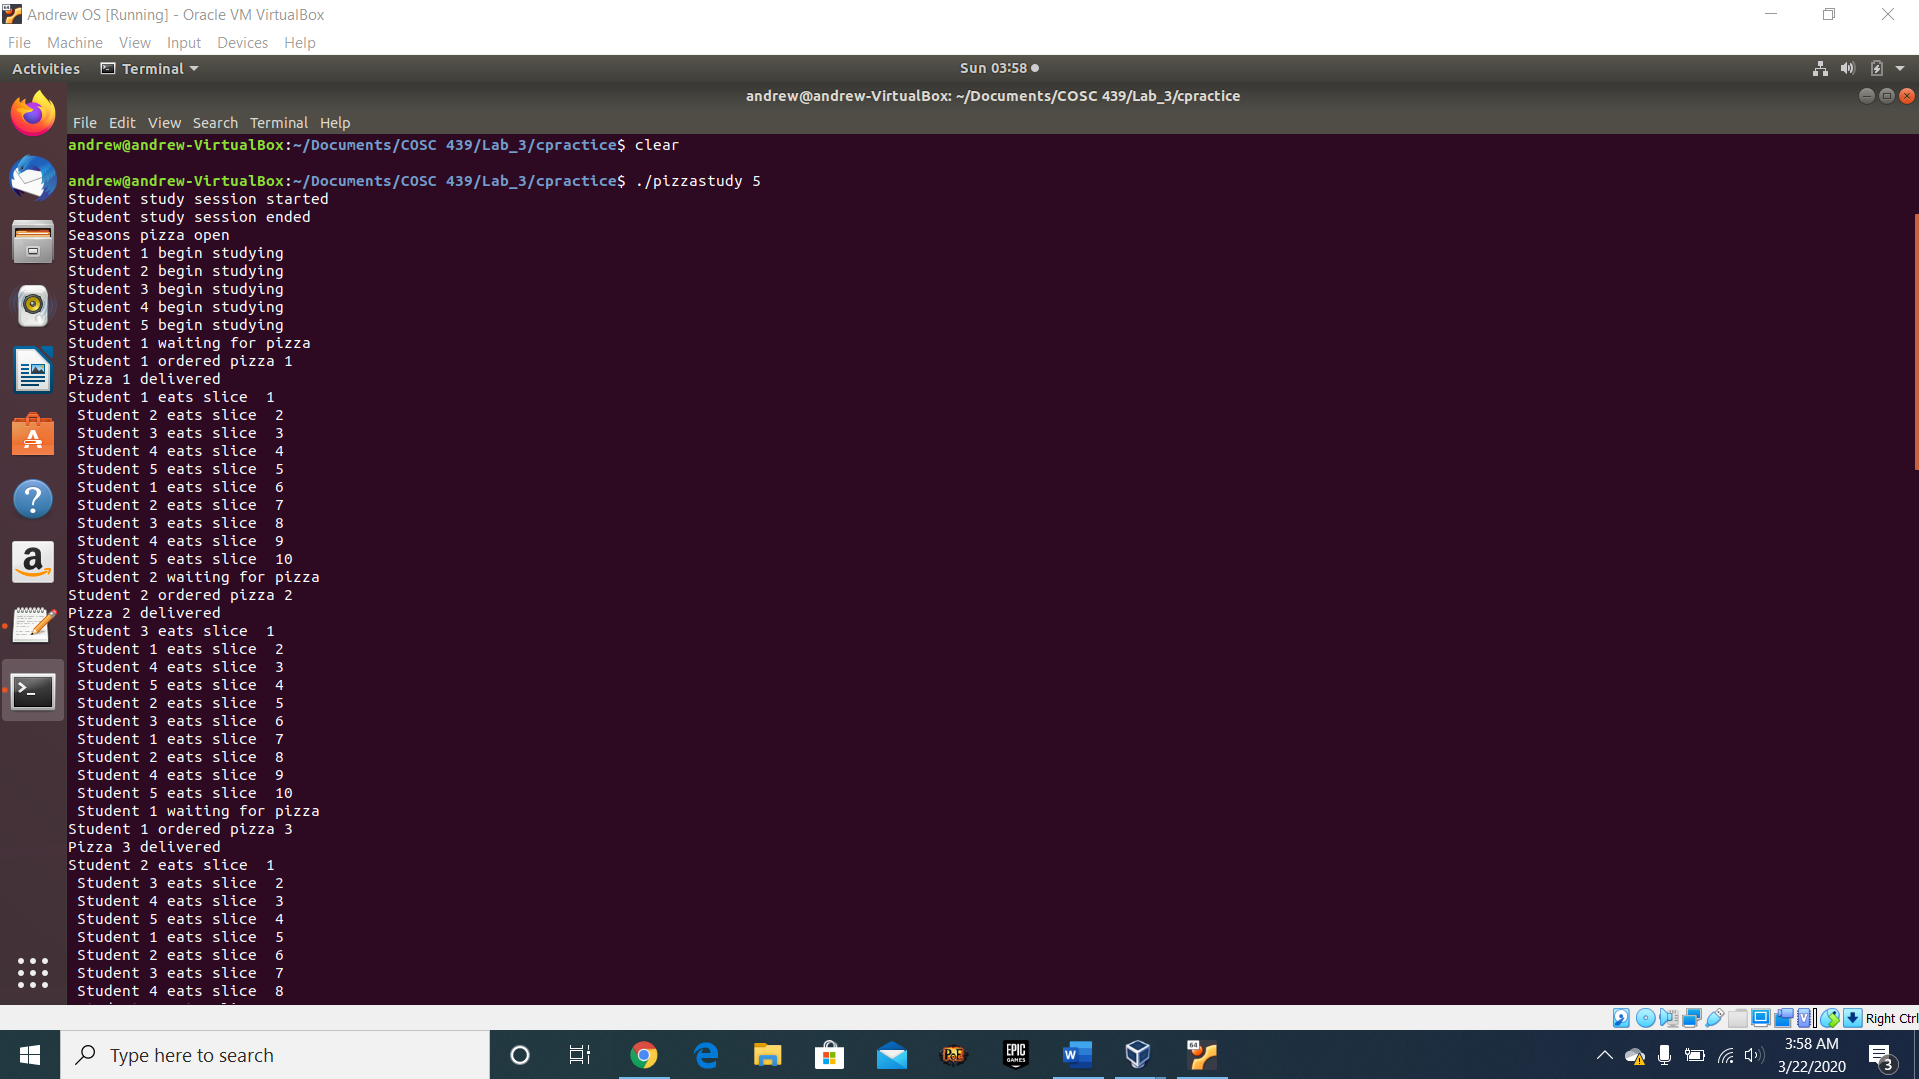 Andrew OS [Running] - Oracle VM VirtualBox
File Machine View Input Devices Help
Activities Terminal Sun 03:58
andrew@andrew-VirtualBox: ~/Documents/COSC 439/Lab_3/cpractice
File Edit View Search Terminal Help
andrew@andrew-VirtualBox:~/Documents/COSC 439/Lab_3/cpractice$ clear
andrew@andrew-VirtualBox:~/Documents/COSC 439/Lab_3/cpractice$ ./pizzastudy 5
Student study session started
Student study session ended
Seasons pizza open
Student 1 begin studying
Student 2 begin studying
Student 3 begin studying
Student 4 begin studying
Student 5 begin studying
Student 1 waiting for pizza
Student 1 ordered pizza 1
Pizza 1 delivered
Student 1 eats slice  1
 Student 2 eats slice  2
 Student 3 eats slice  3
 Student 4 eats slice  4
 Student 5 eats slice  5
 Student 1 eats slice  6
 Student 2 eats slice  7
 Student 3 eats slice  8
 Student 4 eats slice  9
 Student 5 eats slice  10
 Student 2 waiting for pizza
Student 2 ordered pizza 2
Pizza 2 delivered
Student 3 eats slice  1
 Student 1 eats slice  2
 Student 4 eats slice  3
 Student 5 eats slice  4
 Student 2 eats slice  5
 Student 3 eats slice  6
 Student 1 eats slice  7
 Student 2 eats slice  8
 Student 4 eats slice  9
 Student 5 eats slice  10
 Student 1 waiting for pizza
Student 1 ordered pizza 3
Pizza 3 delivered
Student 2 eats slice  1
 Student 3 eats slice  2
 Student 4 eats slice  3
 Student 5 eats slice  4
 Student 1 eats slice  5
 Student 2 eats slice  6
 Student 3 eats slice  7
 Student 4 eats slice  8
Right Ctrl
Type here to search
EPIC GAMES
3:58 AM
3/22/2020
3